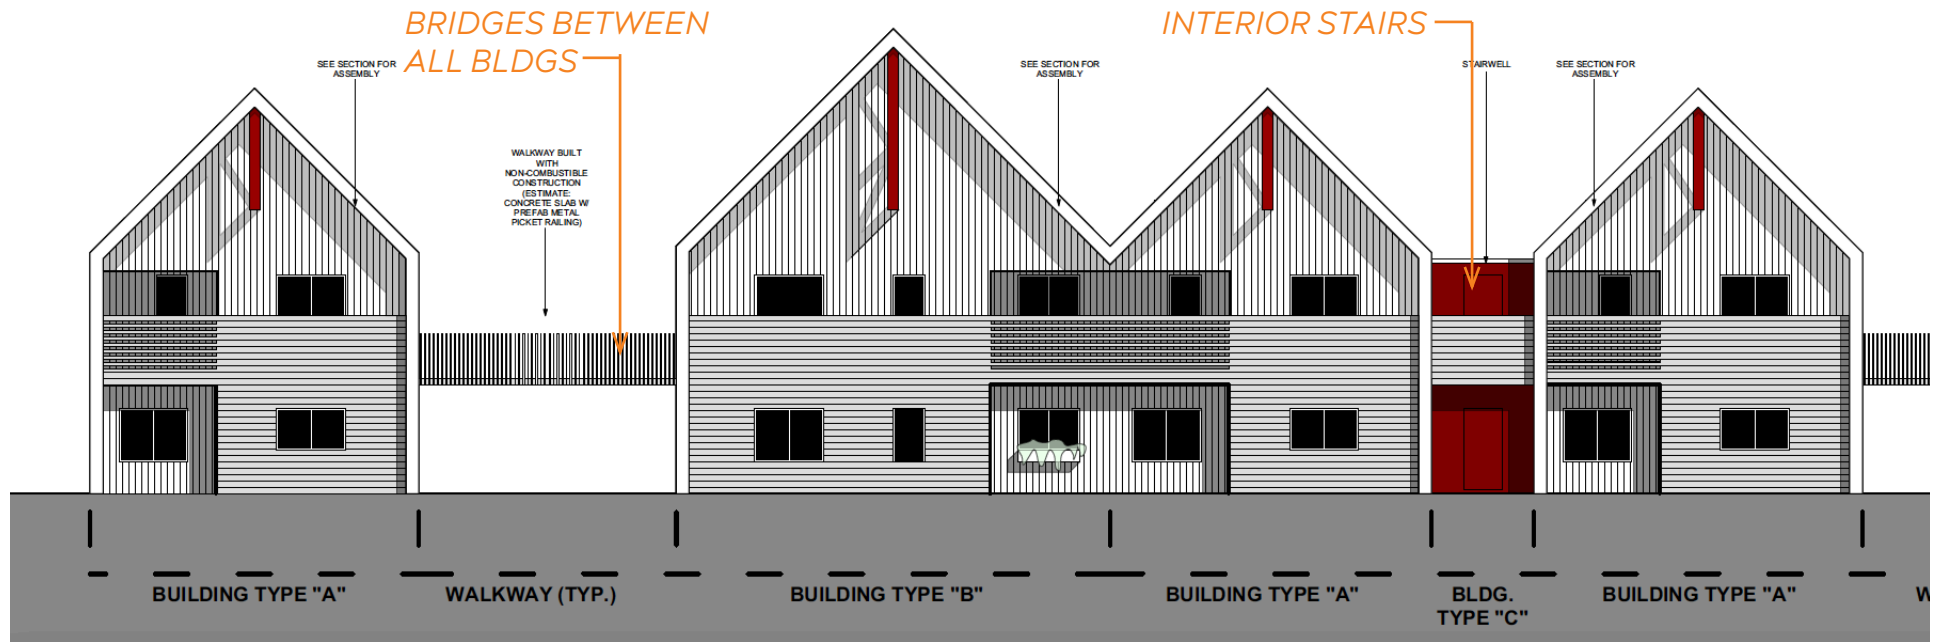 BRIDGES BETWEEN
ALL BLDGS
INTERIOR STAIRS
SEE SECTION FOR
ASSEMBLY
SEE SECTION FOR
ASSEMBLY
STAIRWELL
SEE SECTION FOR
ASSEMBLY
WALKWAY BUILT
WITH
NON-COMBUSTIBLE
CONSTRUCTION
(ESTIMATE:
CONCRETE SLAB W/
PREFAB METAL
PICKET RAILING)
BUILDING TYPE "A"
WALKWAY (TYP.)
BUILDING TYPE "B"
BUILDING TYPE "A"
BLDG.
TYPE "C"
BUILDING TYPE "A"
W